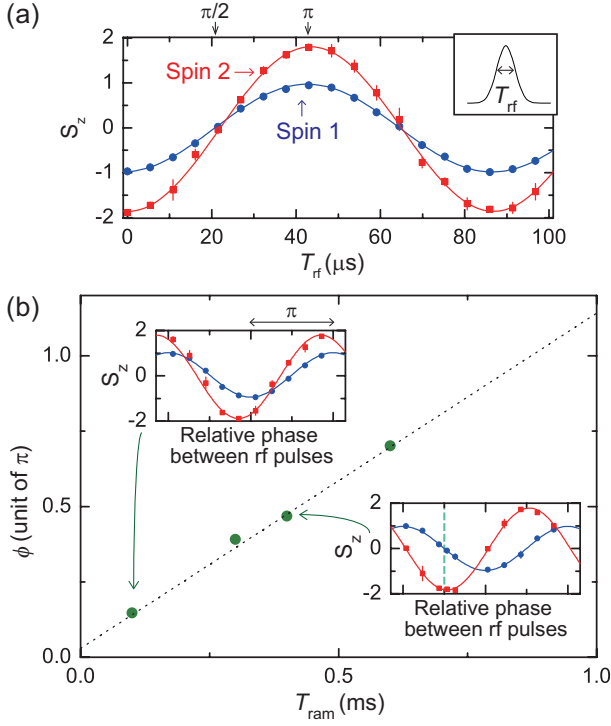 (a)
π/2
π
Spin 2
Spin 1
T_rf
S_z
2
1
0
-1
-2
0
20
40
60
80
100
T_rf (μs)
(b)
π
S_z
2
0
-2
Relative phase
between rf pulses
S_z
2
0
-2
Relative phase
between rf pulses
ϕ (unit of π)
1.0
0.5
0.0
0.0
0.5
1.0
T_ram (ms)